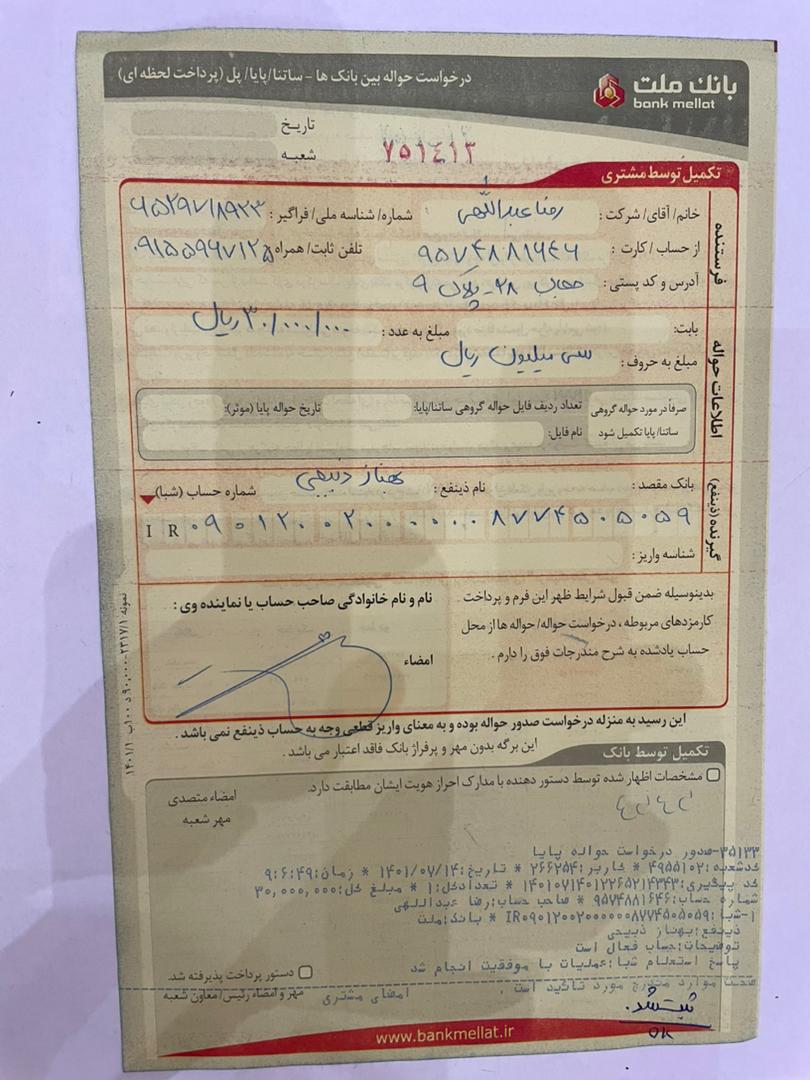 بانک ملت
bank mellat
درخواست حواله بین بانک ها - ساتنا/پایا/ پل (پرداخت لحظه ای)
تاریخ
شعبه
۷۵۱۴۱۳
تکمیل توسط مشتری
فرستنده
خانم/ آقای/ شرکت: رضا عبداللهی شماره/ شناسه ملی/ فراگیر:
از حساب/ کارت: ۹۵۷۴۸۸۱۶۴۶ تلفن ثابت/ همراه:
آدرس و کد پستی: ۲۸ - پلاک ۹
اطلاعات حواله
بابت: مبلغ به عدد: ۳۰/۰۰۰/۰۰۰ ریال
مبلغ به حروف: سی میلیون ریال
صرفاً در مورد حواله گروهی ساتنا/ پایا تکمیل شود
تعداد ردیف فایل حواله گروهی ساتنا/پایا: تاریخ حواله پایا (موثر):
نام فایل:
گیرنده (ذینفع)
بانک مقصد: نام ذینفع: بهناز ذبیحی شماره حساب (شبا)
IR ۰۹۰۱۲۰۰۲۰۰۰۰۰۰۸۷۷۴۵۰۵۰۵۹
شناسه واریز:
بدینوسیله ضمن قبول شرایط ظهر این فرم و پرداخت
کارمزدهای مربوطه، درخواست حواله/ حواله ها از محل
حساب یادشده به شرح مندرجات فوق را دارم.
نام و نام خانوادگی صاحب حساب یا نماینده وی:
امضاء
این رسید به منزله درخواست صدور حواله بوده و به معنای واریز قطعی وجه به حساب ذینفع نمی باشد.
این برگه بدون مهر و پرفراژ بانک فاقد اعتبار می باشد.
تکمیل توسط بانک
مشخصات اظهار شده توسط دستور دهنده با مدارک احراز هویت ایشان مطابقت دارد.
امضاء متصدی
مهر شعبه
۳۵۱۳۳-صدور درخواست حواله پایا
کدشعبه:۴۹۵۵۱۰۲ * کاربر:۲۶۶۲۵۴ * تاریخ:۱۴۰۱/۰۷/۱۴ * زمان:۹:۶:۴۹
کد پیگیری:۱۴۰۱۰۷۱۴۰۱۲۲۶۵۲۱۴۳۴۳ * تعدادکل:۱ * مبلغ کل:۳۰,۰۰۰,۰۰۰
شماره حساب:۹۵۷۴۸۸۱۶۴۶ * صاحب حساب:رضا عبداللهی
۱-شبا:IR۰۹۰۱۲۰۰۲۰۰۰۰۰۰۸۷۷۴۵۰۵۰۵۹ * بانک:ملت
ذینفع:بهناز ذبیحی
توضیحات:حساب فعال است
پاسخ استعلام شبا:عملیات با موفقیت انجام شد
صحت موارد مندرج مورد تائید است.
امضای مشتری
دستور پرداخت پذیرفته شد.
مهر و امضاء رئیس/معاون شعبه
ثبت شد.
OK
www.bankmellat.ir